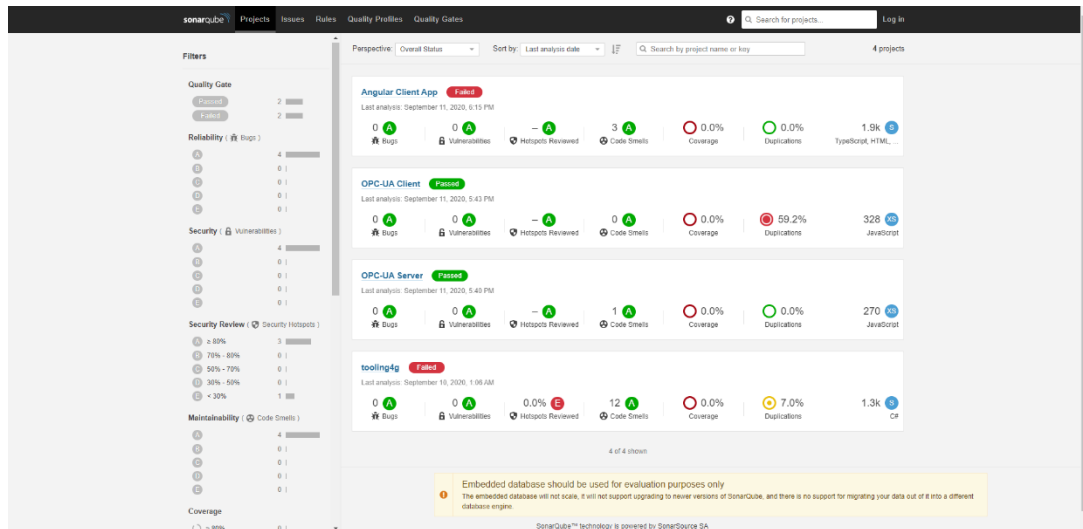 sonarqube Projects Issues Rules Quality Profiles Quality Gates Search for projects... Log in
Filters
Quality Gate
Passed 2
Failed 2
Reliability ( Bugs )
A 4
B 0
C 0
D 0
E 0
Security ( Vulnerabilities )
A 4
B 0
C 0
D 0
E 0
Security Review ( Security Hotspots )
A ≥ 80% 3
B 70% - 80% 0
C 50% - 70% 0
D 30% - 50% 0
E < 30% 1
Maintainability ( Code Smells )
A 4
B 0
C 0
D 0
E 0
Coverage
≥ 80% 0
Perspective: Overall Status Sort by: Last analysis date Search by project name or key 4 projects
Angular Client App Failed
Last analysis: September 11, 2020, 6:15 PM
0 A 0 A – A 3 A 0.0% 0.0% 1.9k S
Bugs Vulnerabilities Hotspots Reviewed Code Smells Coverage Duplications TypeScript, HTML, ...
OPC-UA Client Passed
Last analysis: September 11, 2020, 5:43 PM
0 A 0 A – A 0 A 0.0% 59.2% 328 XS
Bugs Vulnerabilities Hotspots Reviewed Code Smells Coverage Duplications JavaScript
OPC-UA Server Passed
Last analysis: September 11, 2020, 5:40 PM
0 A 0 A – A 1 A 0.0% 0.0% 270 XS
Bugs Vulnerabilities Hotspots Reviewed Code Smells Coverage Duplications JavaScript
tooling4g Failed
Last analysis: September 10, 2020, 1:06 AM
0 A 0 A 0.0% E 12 A 0.0% 7.0% 1.3k S
Bugs Vulnerabilities Hotspots Reviewed Code Smells Coverage Duplications C#
4 of 4 shown
Embedded database should be used for evaluation purposes only
The embedded database will not scale, it will not support upgrading to newer versions of SonarQube, and there is no support for migrating your data out of it into a different
database engine.
SonarQube™ technology is powered by SonarSource SA